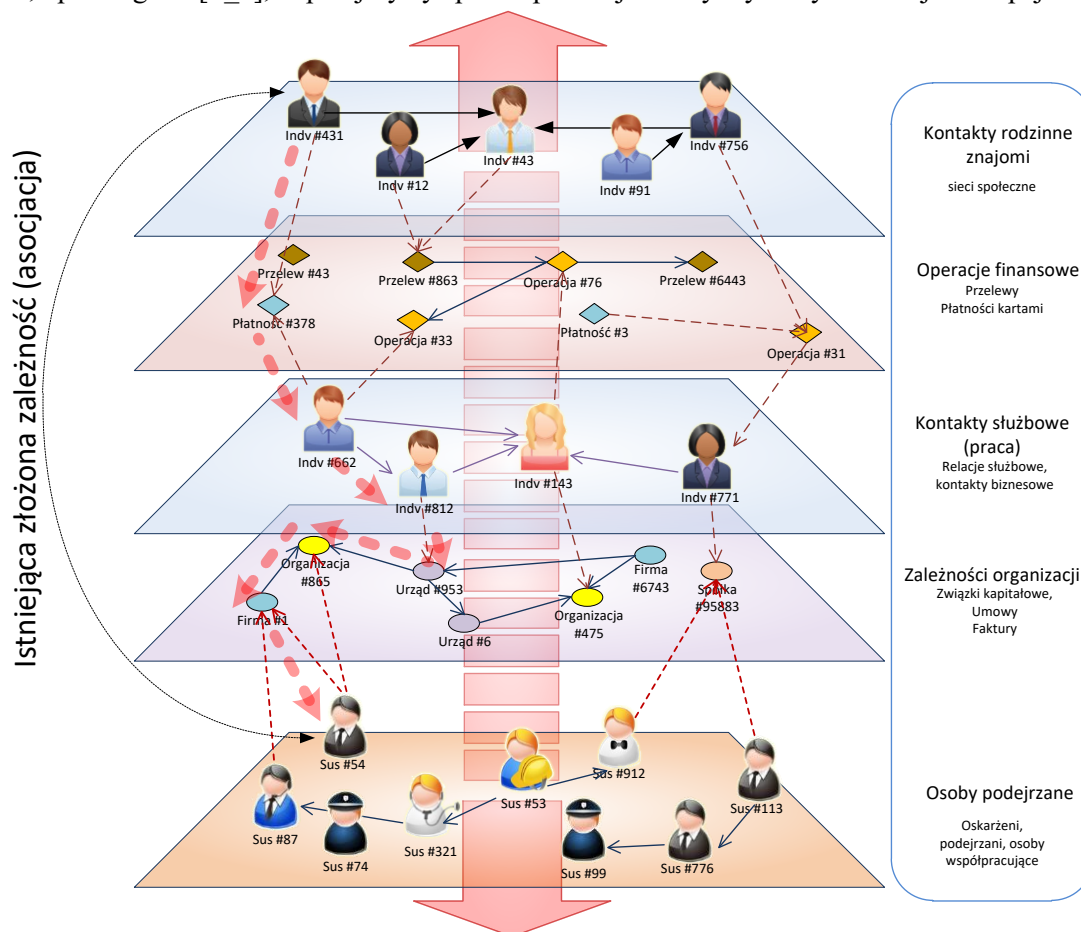 Istniejąca złożona zależność (asocjacja)
Indv #431
Indv #12
Indv #43
Indv #91
Indv #756
Kontakty rodzinne
znajomi
sieci społeczne
Przelew #43
Przelew
#863
Operacja #76
Przelew #6443
Płatność #378
Operacja
#33
Płatność #3
Operacja #31
Operacje finansowe
Przelewy
Płatności kartami
Indv #662
Indv #812
Indv #143
Indv #771
Kontakty służbowe
(praca)
Relacje służbowe,
kontakty biznesowe
Organizacja
#865
Urząd #953
Firma
#6743
Spółka
#95883
Firma #1
Urząd #6
Organizacja
#475
Zależności organizacji
Związki kapitałowe,
Umowy
Faktury
Sus #54
Sus #87
Sus #74
Sus #321
Sus #53
Sus #912
Sus #99
Sus #776
Sus #113
Osoby podejrzane
Oskarżeni,
podejrzani, osoby
współpracujące